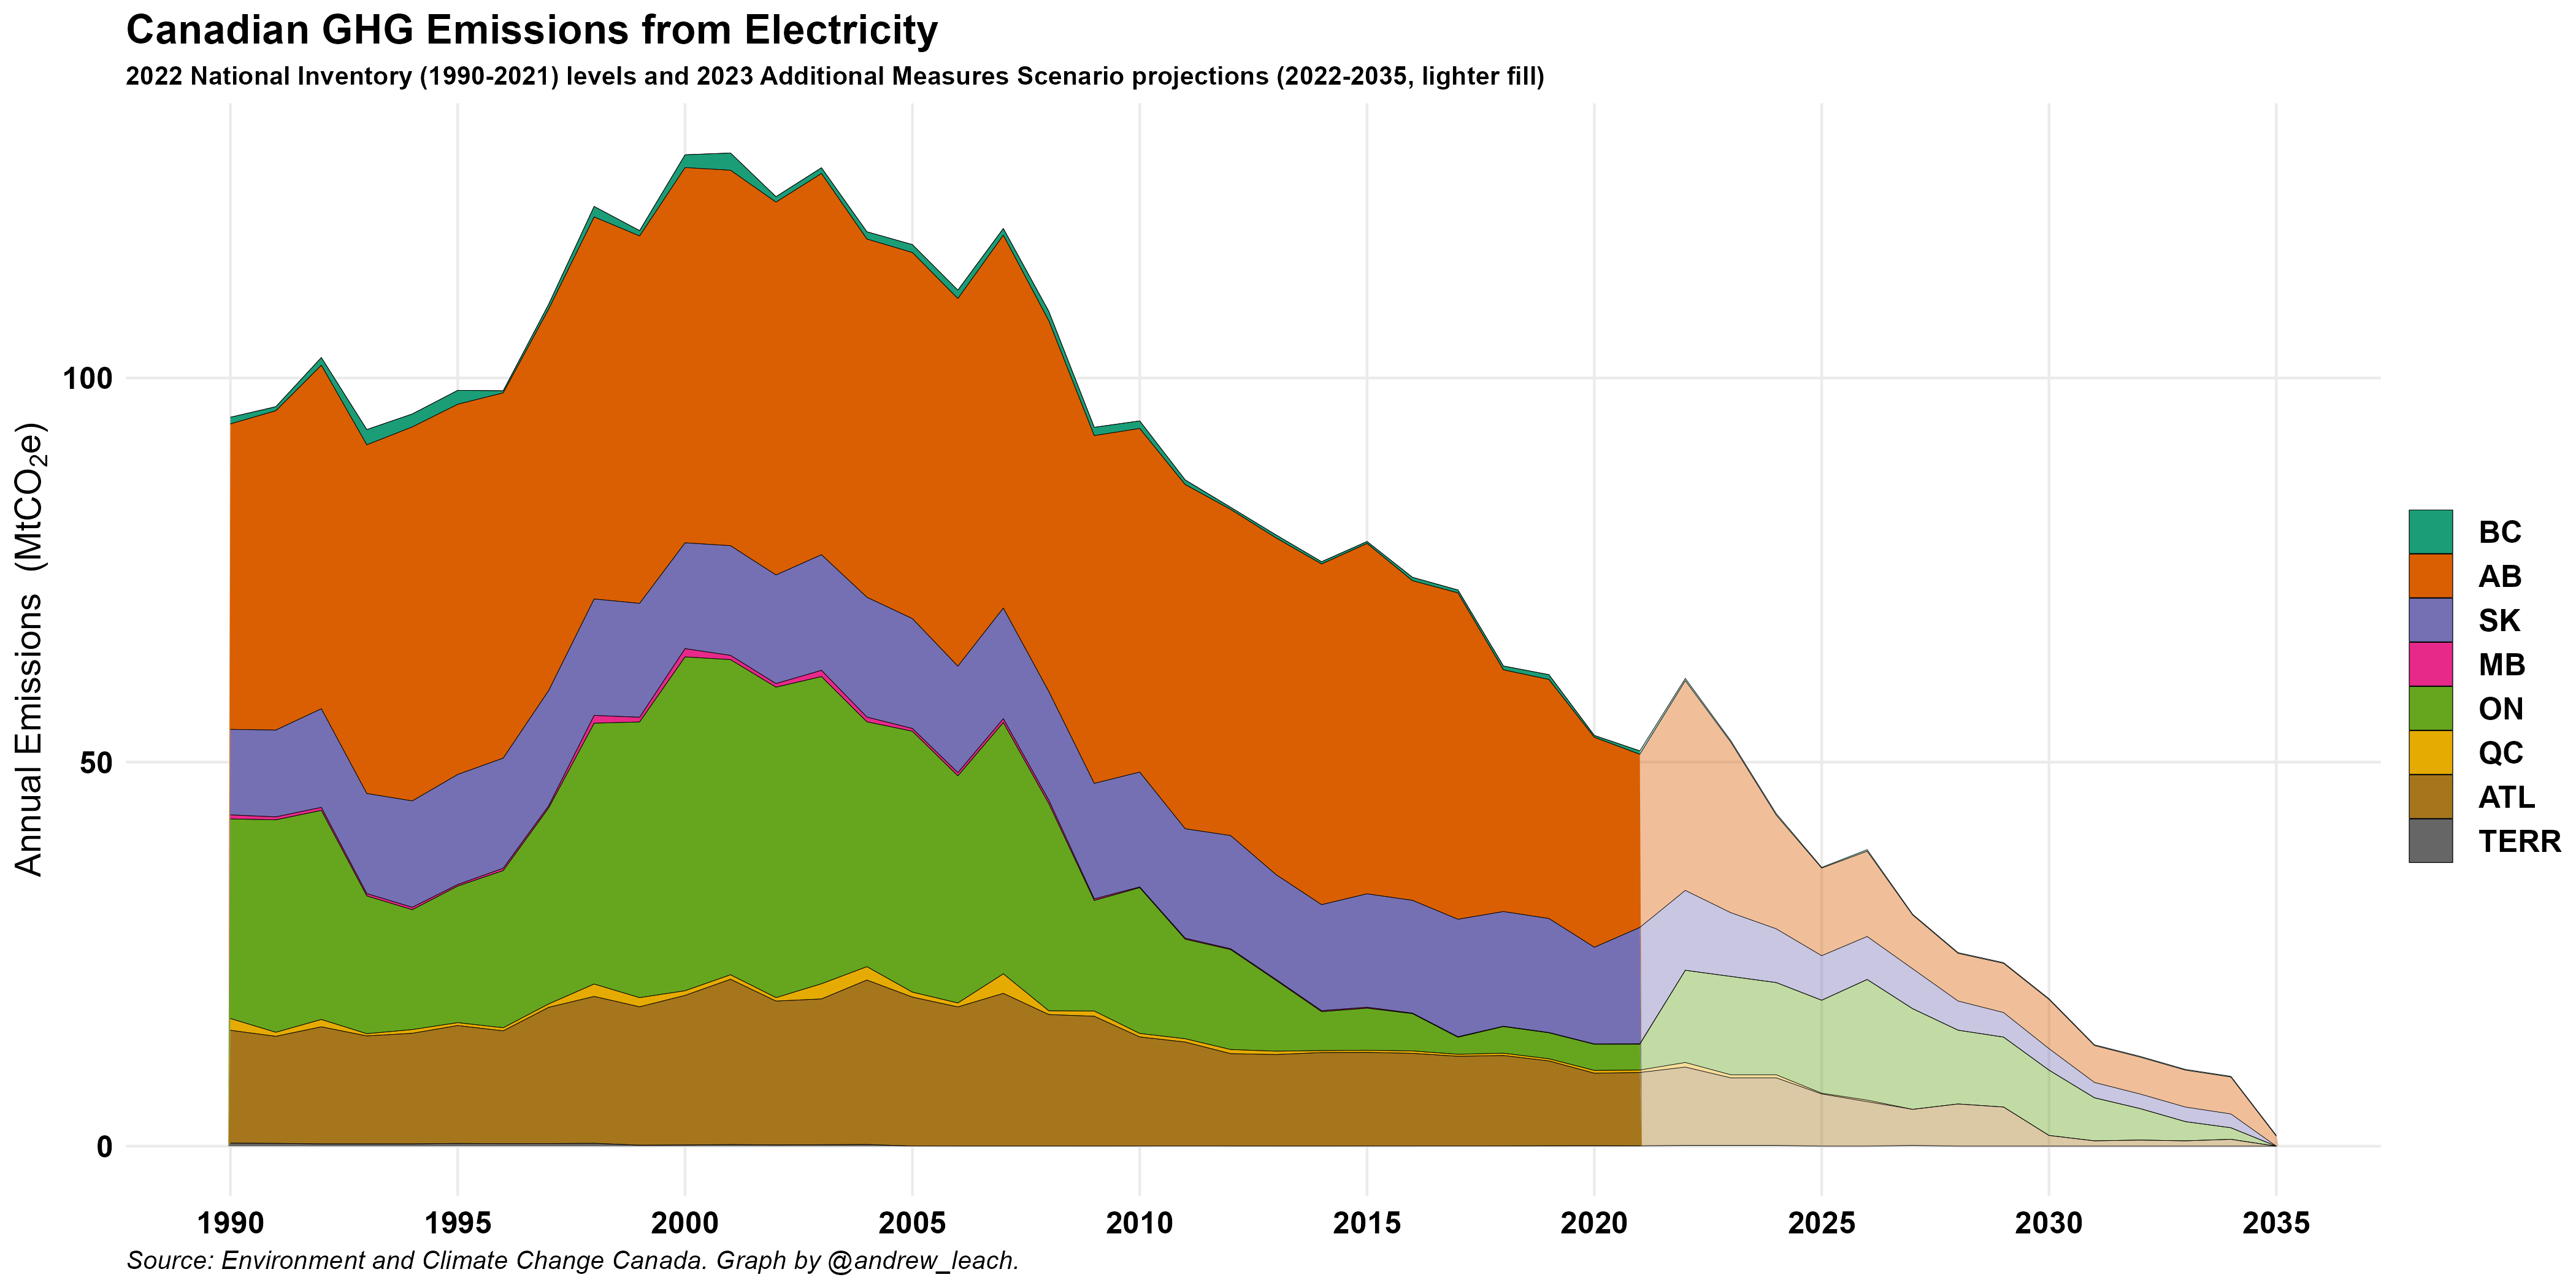 Canadian GHG Emissions from Electricity
2022 National Inventory (1990-2021) levels and 2023 Additional Measures Scenario projections (2022-2035, lighter fill)
Annual Emissions (MtCO₂e)
100
50
0
1990 1995 2000 2005 2010 2015 2020 2025 2030 2035
BC
AB
SK
MB
ON
QC
ATL
TERR
Source: Environment and Climate Change Canada. Graph by @andrew_leach.